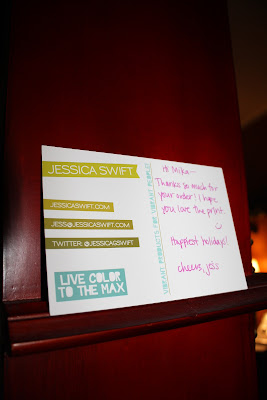 JESSICA SWIFT
JESSICASWIFT.COM
JESS@JESSICASWIFT.COM
TWITTER: @JESSICAGSWIFT
LIVE COLOR
TO THE MAX
VIBRANT PRODUCTS FOR VIBRANT PEOPLE!
Hi Mike—
Thanks so much for
your order! I hope
you love the print.
Happiest holidays!!
cheers, jess